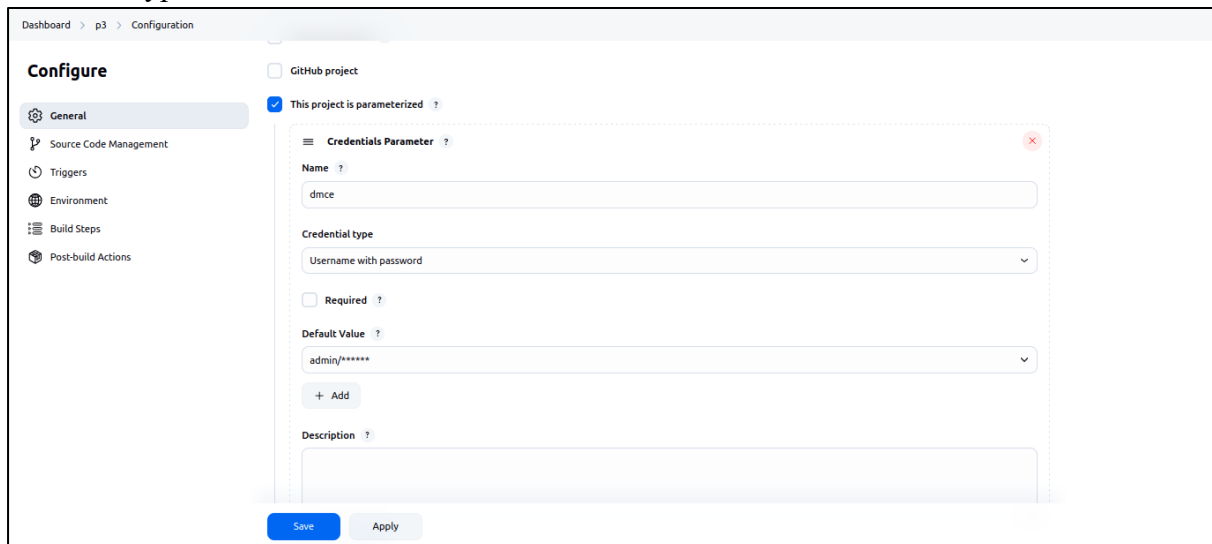 Dashboard > p3 > Configuration
Configure
General
Source Code Management
Triggers
Environment
Build Steps
Post-build Actions
GitHub project
This project is parameterized ?
Credentials Parameter ?
Name ?
dmce
Credential type
Username with password
Required ?
Default Value ?
admin/******
+ Add
Description ?
Save Apply